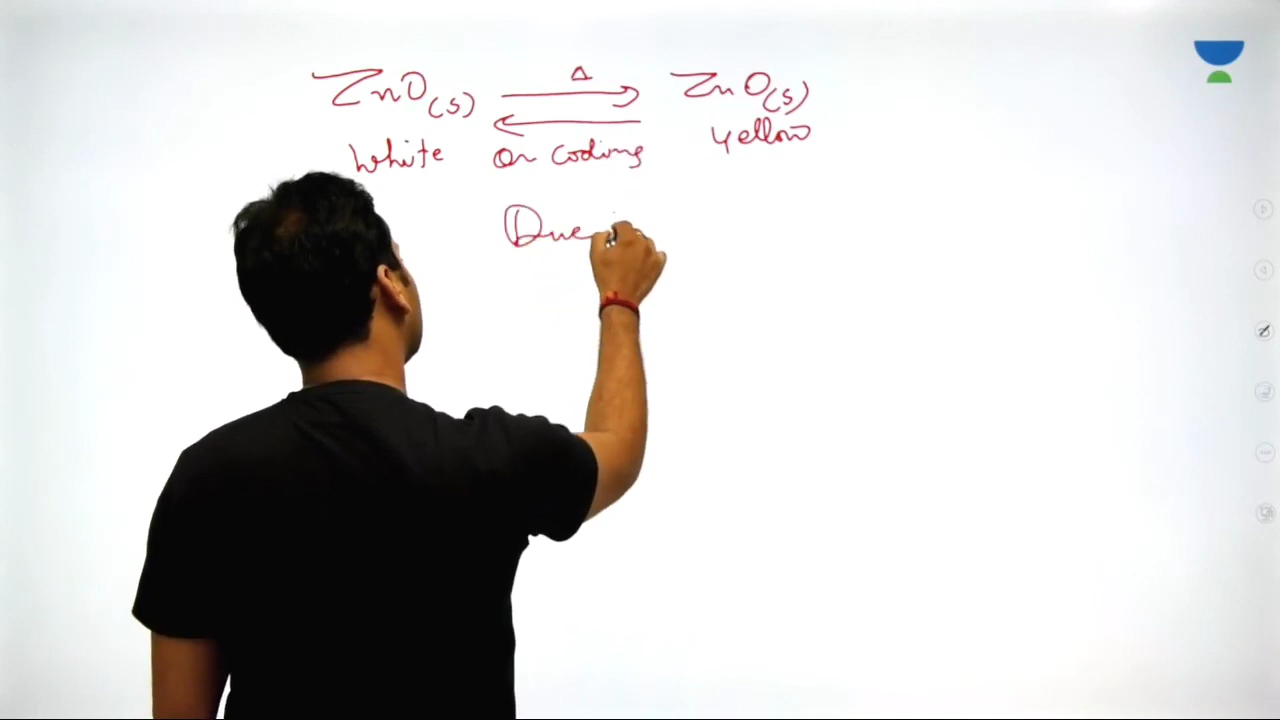 ZnO(s) Δ ⇌ ZnO(s)
White on cooling yellow
Due